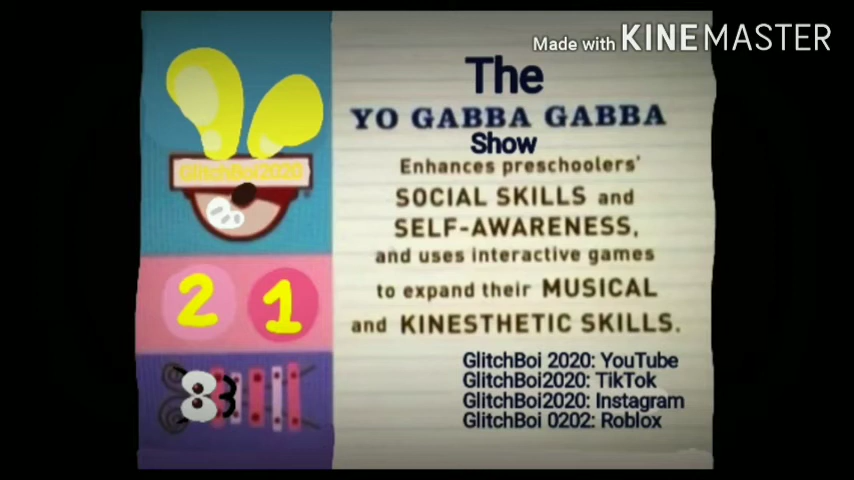 Made with KINEMASTER
The
YO GABBA GABBA
Show
Enhances preschoolers'
SOCIAL SKILLS and
SELF-AWARENESS,
and uses interactive games
to expand their MUSICAL
and KINESTHETIC SKILLS.
GlitchBoi2020
2 1
GlitchBoi 2020: YouTube
GlitchBoi2020: TikTok
GlitchBoi2020: Instagram
GlitchBoi 0202: Roblox